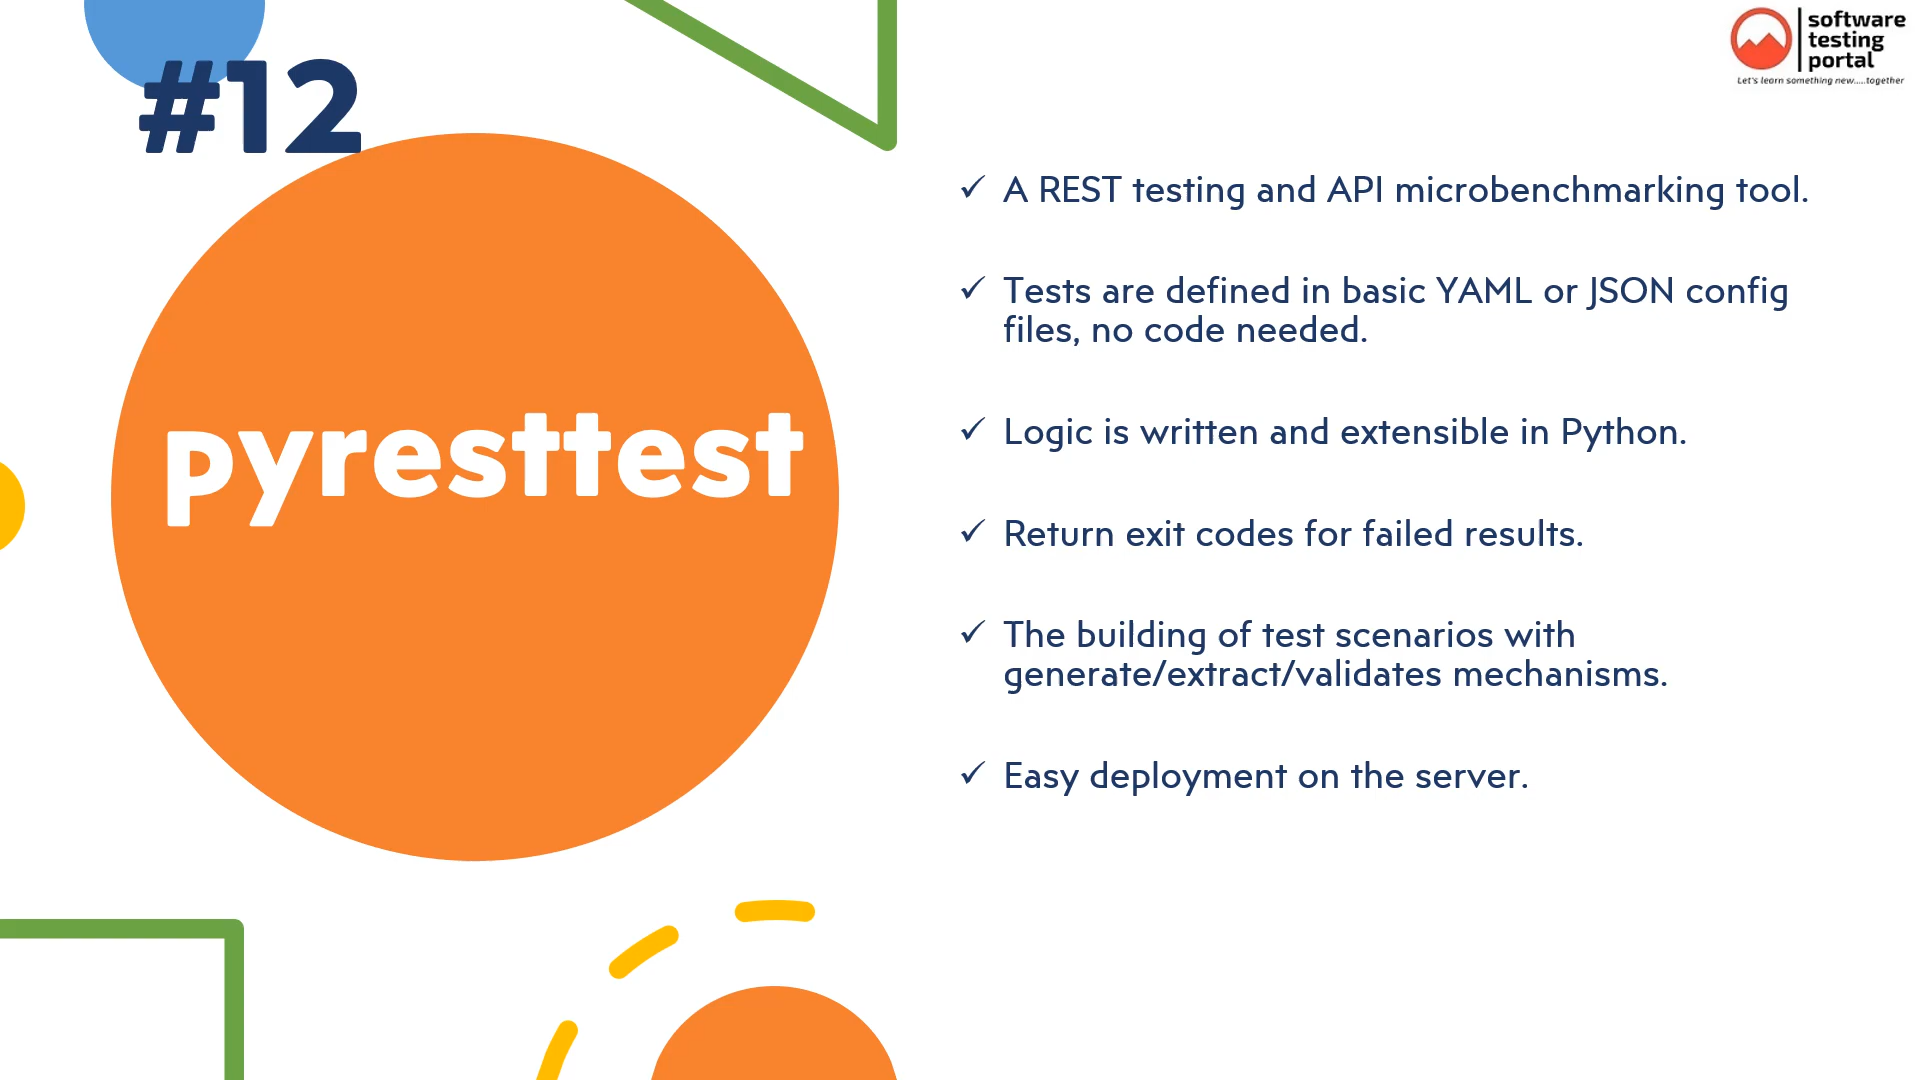 #12
pyresttest
software
testing
portal
Let's learn something new.....together
✓ A REST testing and API microbenchmarking tool.
✓ Tests are defined in basic YAML or JSON config
files, no code needed.
✓ Logic is written and extensible in Python.
✓ Return exit codes for failed results.
✓ The building of test scenarios with
generate/extract/validates mechanisms.
✓ Easy deployment on the server.